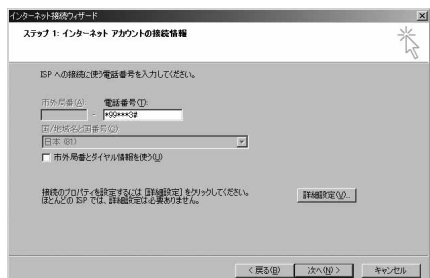 インターネット接続ウィザード
ステップ 1: インターネット アカウントの接続情報
ISP への接続に使う電話番号を入力してください。
市外局番(A): 電話番号(T):
- *99***3#
国/地域名と国番号(C):
日本 (81)
市外局番とダイヤル情報を使う(U)
接続のプロパティを設定するには [詳細設定] をクリックしてください。
ほとんどの ISP では、詳細設定は必要ありません。
詳細設定(V)...
< 戻る(B) 次へ(N) > キャンセル